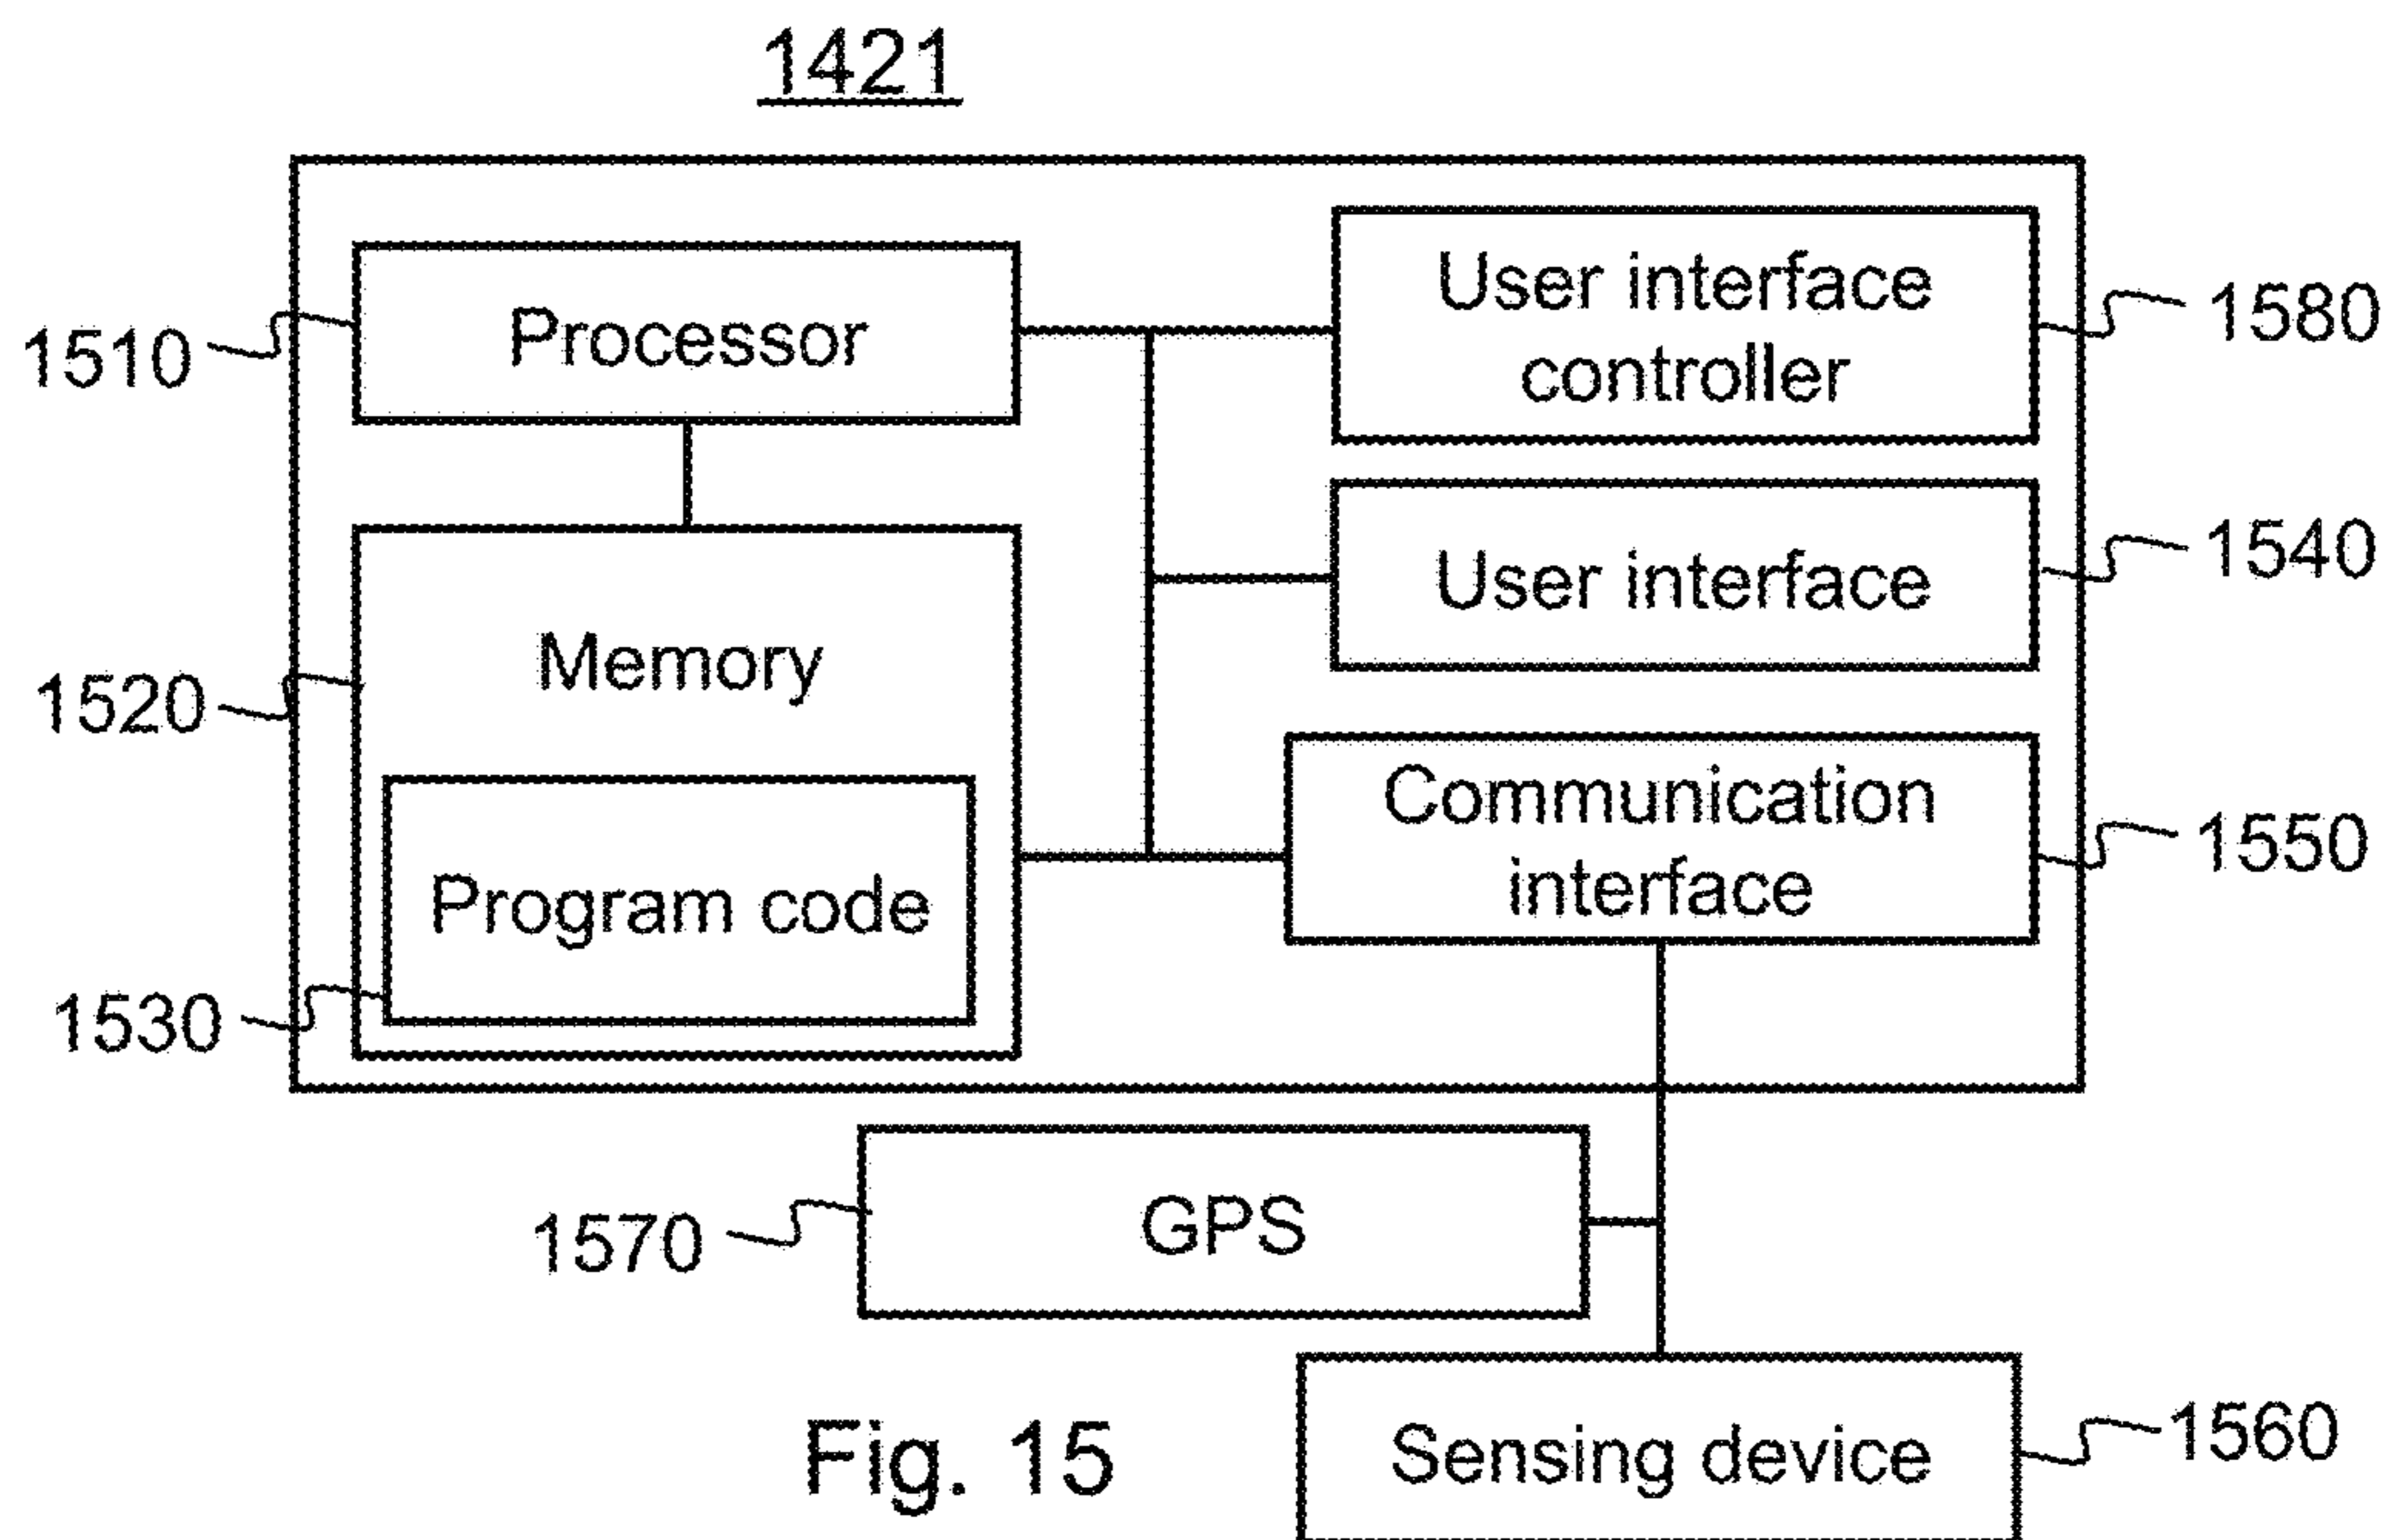 1421
Processor
User interface
controller
1580
1510
User interface
1540
Memory
1520
Communication
interface
1550
Program code
1530
GPS
1570
Sensing device
1560
Fig. 15